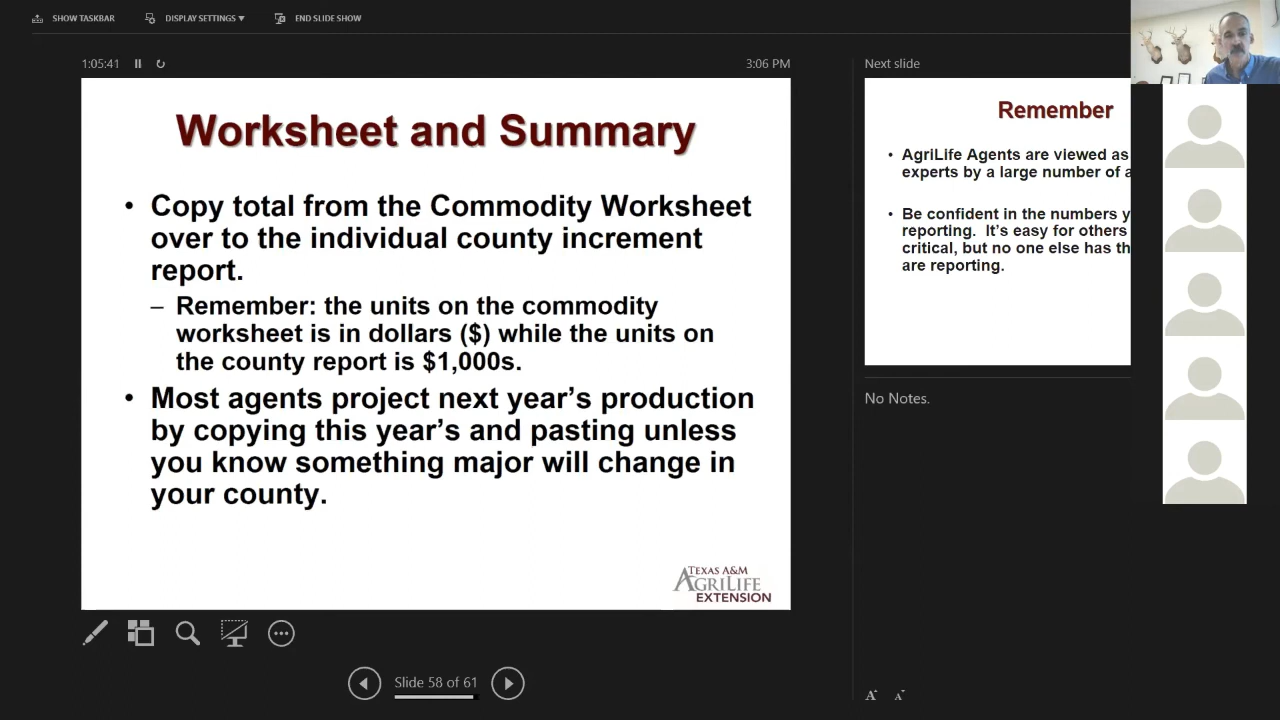 SHOW TASKBAR
DISPLAY SETTINGS ▼
END SLIDE SHOW
1:05:41
3:06 PM
Worksheet and Summary
• Copy total from the Commodity Worksheet
over to the individual county increment
report.
– Remember: the units on the commodity
worksheet is in dollars ($) while the units on
the county report is $1,000s.
• Most agents project next year’s production
by copying this year’s and pasting unless
you know something major will change in
your county.
TEXAS A&M
AGRILIFE
EXTENSION
Slide 58 of 61
Next slide
Remember
• AgriLife Agents are viewed as
experts by a large number of a
• Be confident in the numbers y
reporting. It’s easy for others
critical, but no one else has th
are reporting.
No Notes.
A A